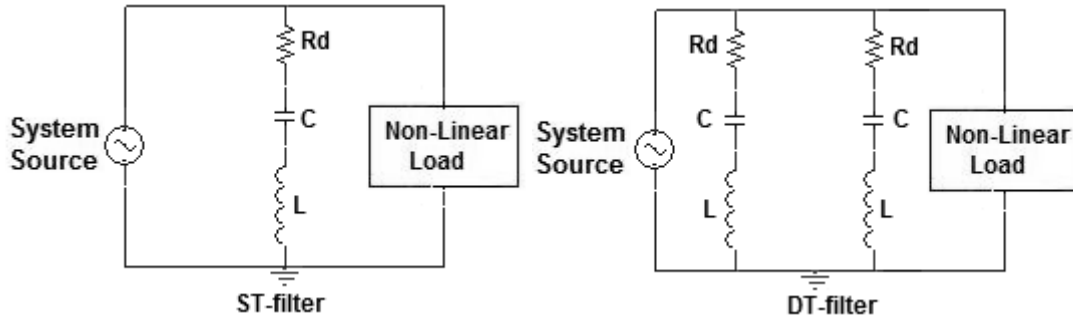 Rd
C
L
System
Source
Non-Linear
Load
ST-filter
Rd
Rd
C
C
L
L
System
Source
Non-Linear
Load
DT-filter